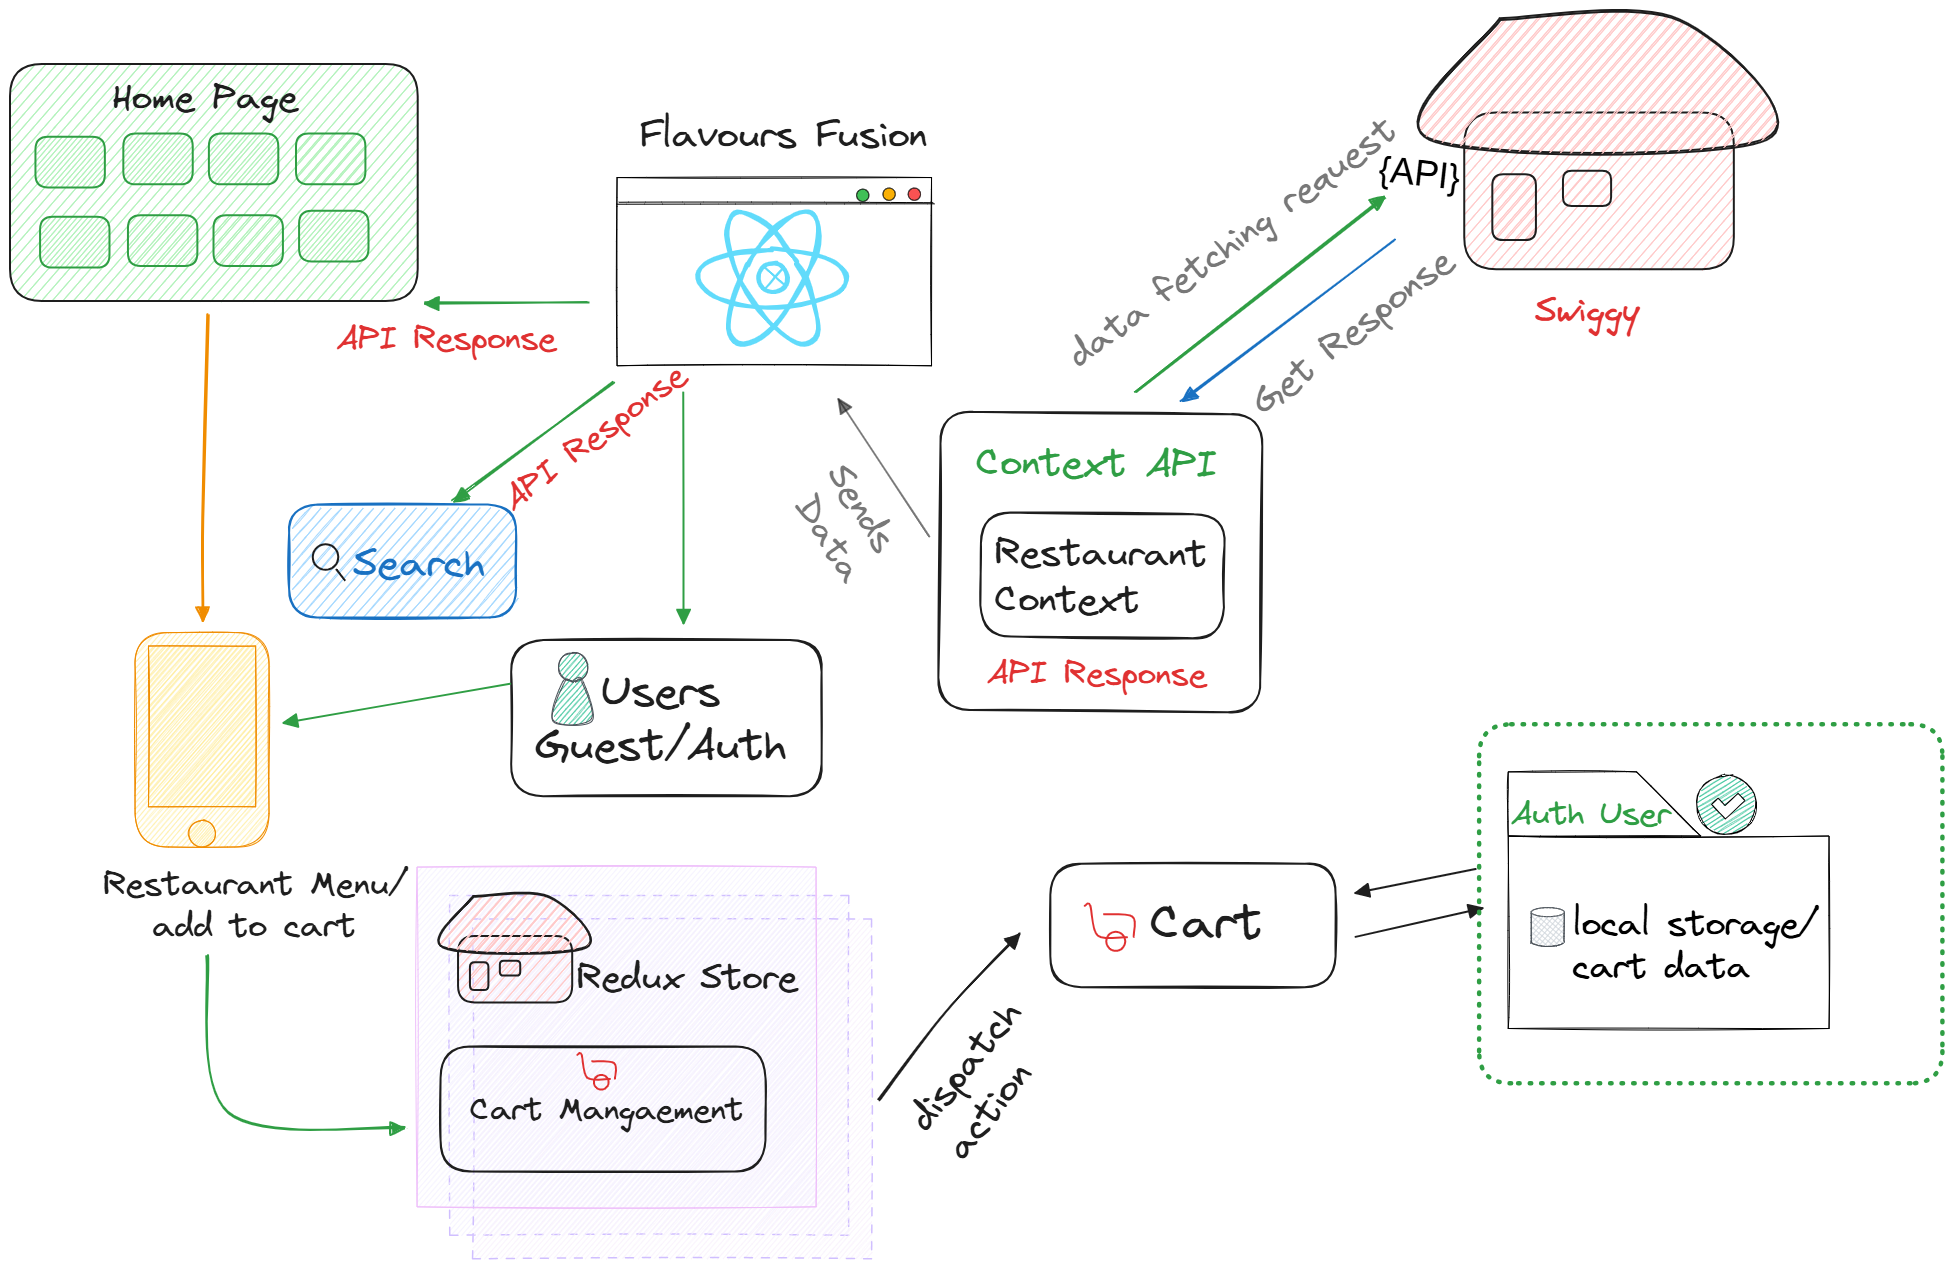 Home Page
Flavours Fusion
data fetching request
{API}
Get Response
Swiggy
API Response
API Response
Sends
Data
Context API
Restaurant
Context
API Response
Search
Users
Guest/Auth
Restaurant Menu/
add to cart
Redux Store
Cart Mangaement
dispatch
action
Cart
Auth User
local storage/
cart data